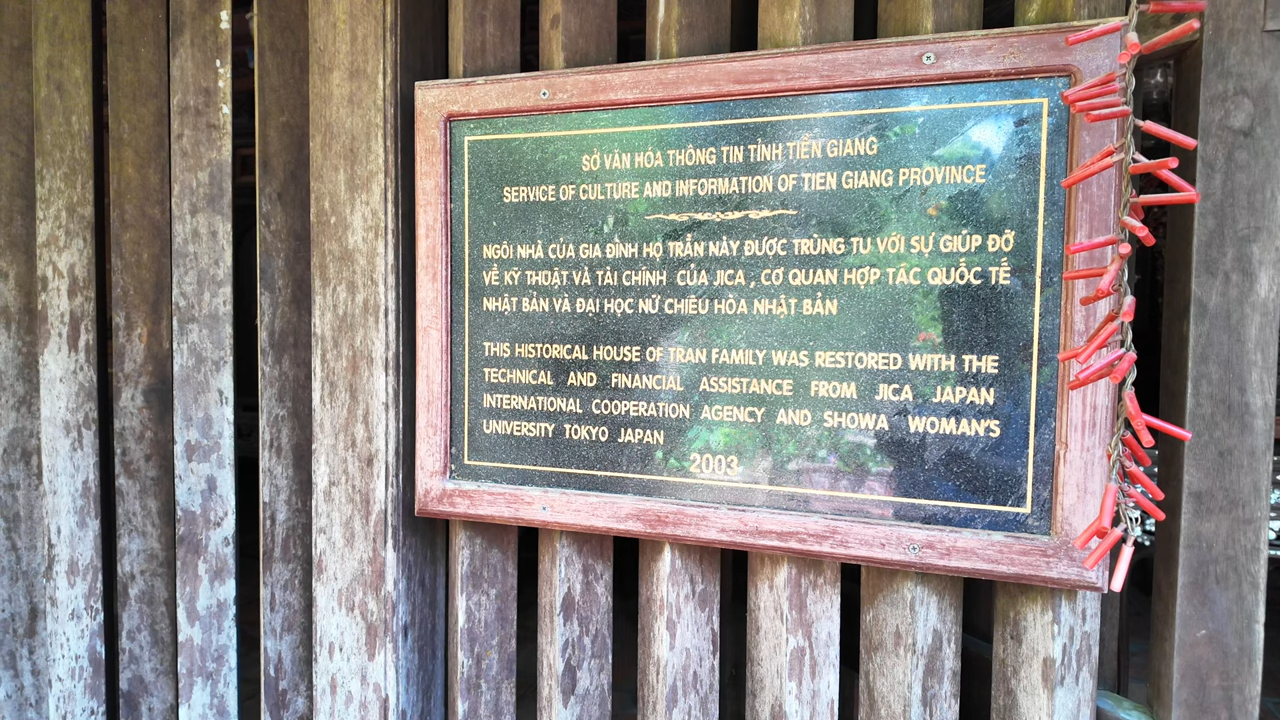 SỞ VĂN HÓA THÔNG TIN TỈNH TIỀN GIANG
SERVICE OF CULTURE AND INFORMATION OF TIEN GIANG PROVINCE
NGÔI NHÀ CỦA GIA ĐÌNH HỌ TRẦN NÀY ĐƯỢC TRÙNG TU VỚI SỰ GIÚP ĐỠ
VỀ KỸ THUẬT VÀ TÀI CHÍNH CỦA JICA , CƠ QUAN HỢP TÁC QUỐC TẾ
NHẬT BẢN VÀ ĐẠI HỌC NỮ CHIÊU HÒA NHẬT BẢN
THIS HISTORICAL HOUSE OF TRAN FAMILY WAS RESTORED WITH THE
TECHNICAL AND FINANCIAL ASSISTANCE FROM JICA JAPAN
INTERNATIONAL COOPERATION AGENCY AND SHOWA WOMAN'S
UNIVERSITY TOKYO JAPAN
2003